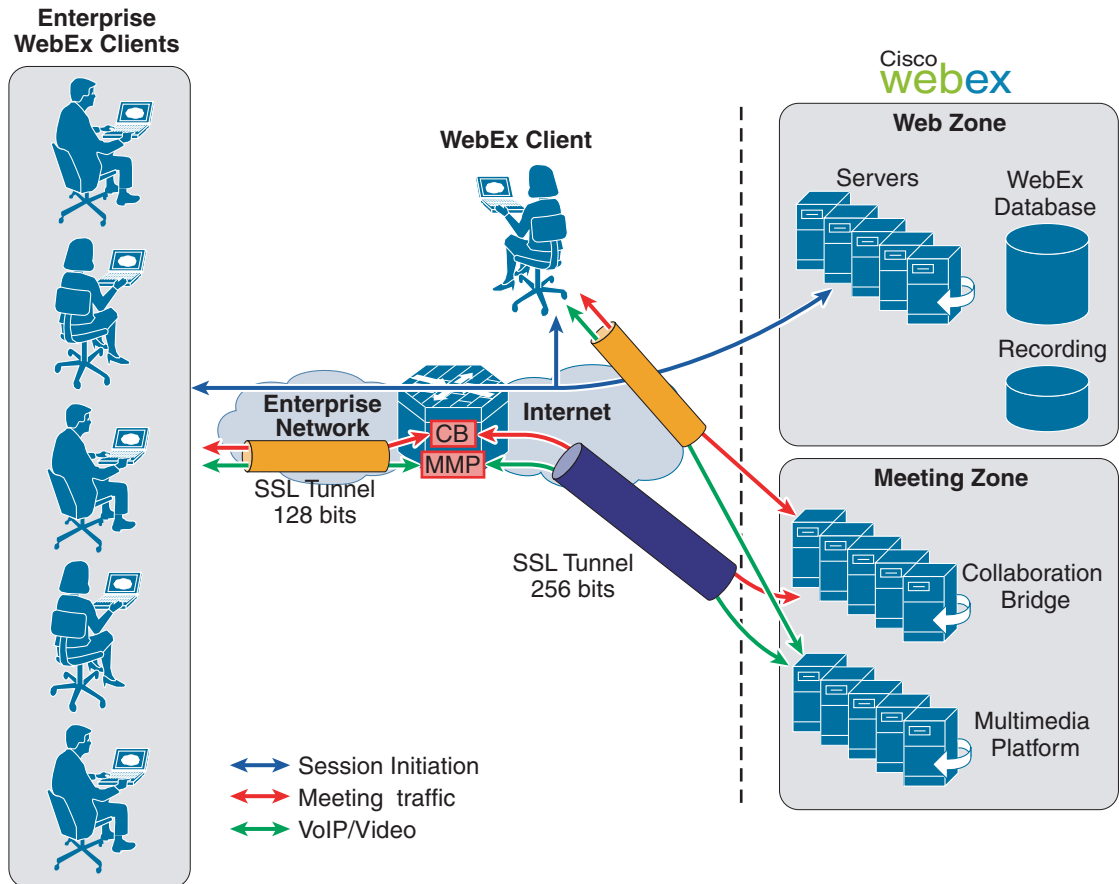 Enterprise
WebEx Clients
Cisco
webex
Web Zone
WebEx Client
Servers
WebEx
Database
Recording
Enterprise
Network
Internet
CB
MMP
SSL Tunnel
128 bits
SSL Tunnel
256 bits
Meeting Zone
Collaboration
Bridge
Multimedia
Platform
Session Initiation
Meeting traffic
VoIP/Video